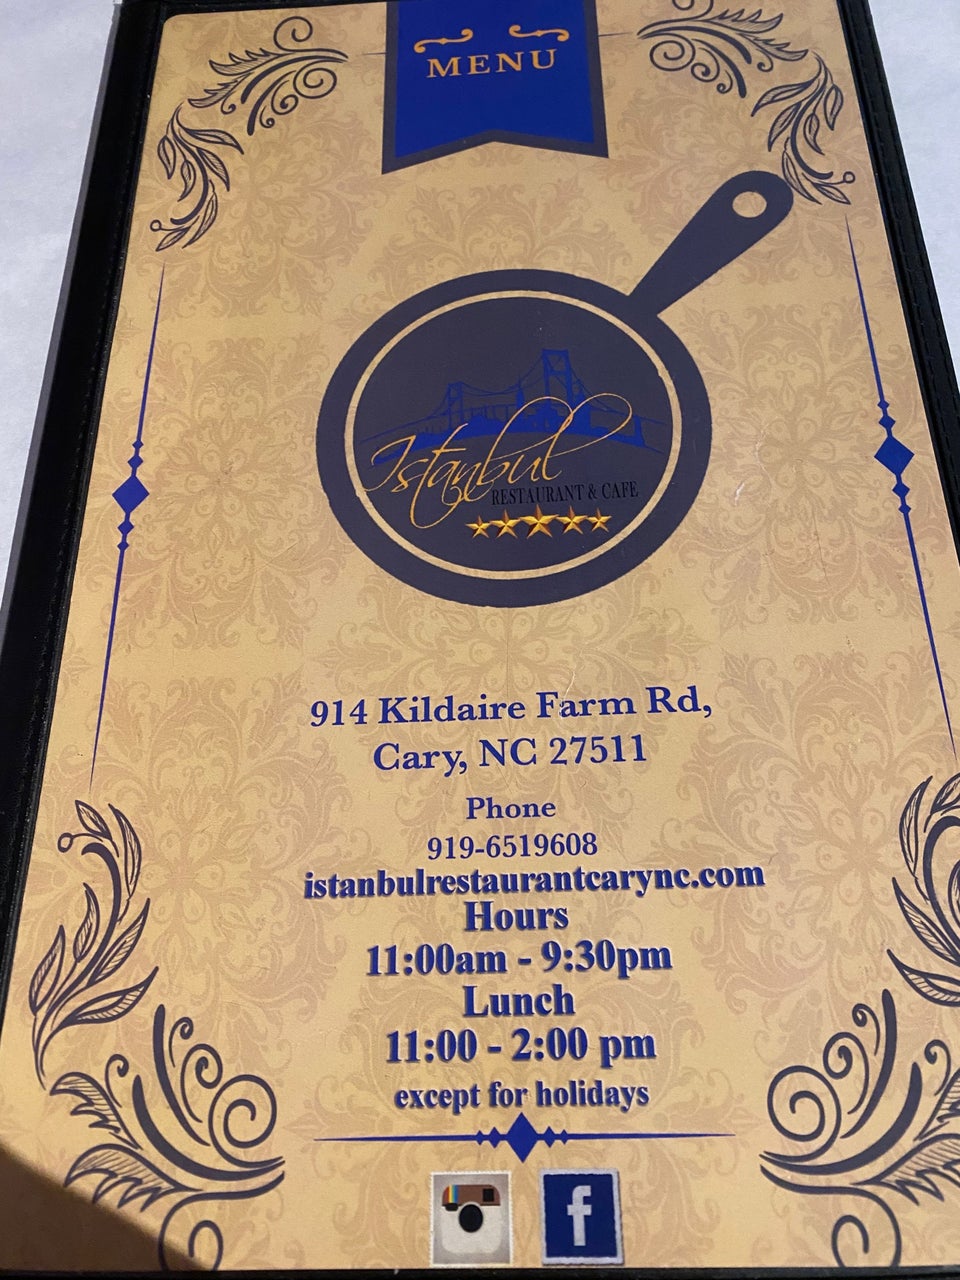 MENU
Istanbul
RESTAURANT & CAFE
914 Kildaire Farm Rd,
Cary, NC 27511
Phone
919-6519608
istanbulrestaurantcarync.com
Hours
11:00am - 9:30pm
Lunch
11:00 - 2:00 pm
except for holidays
f